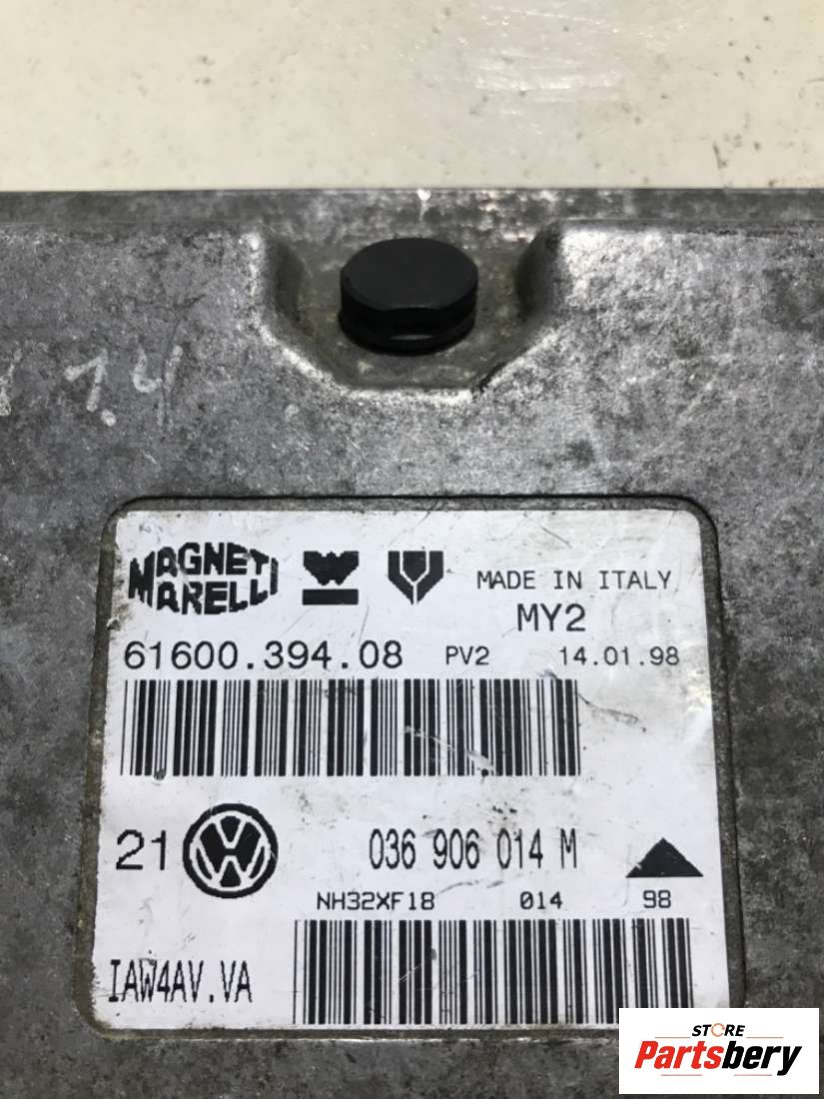 1.4
MAGNETI
MARELLI
MADE IN ITALY
MY2
61600.394.08 PV2 14.01.98
21 036 906 014 M
NH32XF18 014 98
IAW4AV.VA
STORE
Partsbery